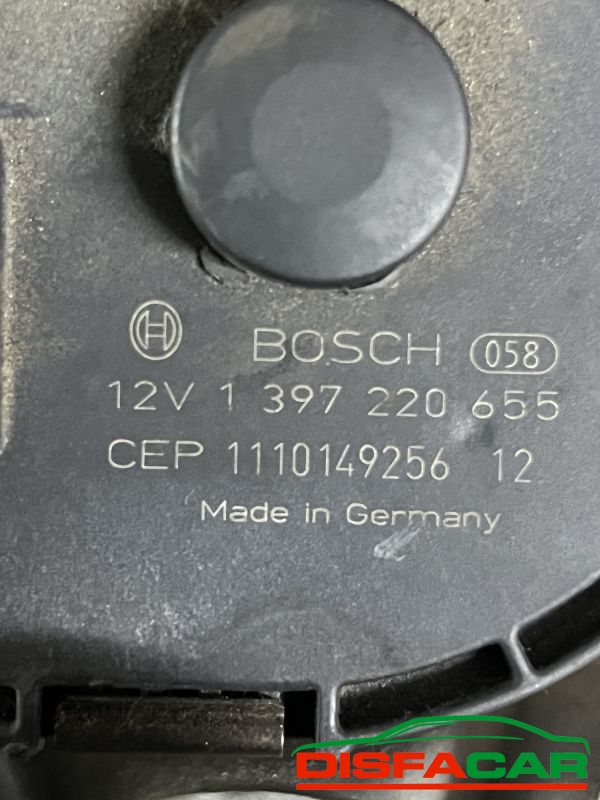 BOSCH 058
12V 1 397 220 655
CEP 1110149256 12
Made in Germany
DISFACAR